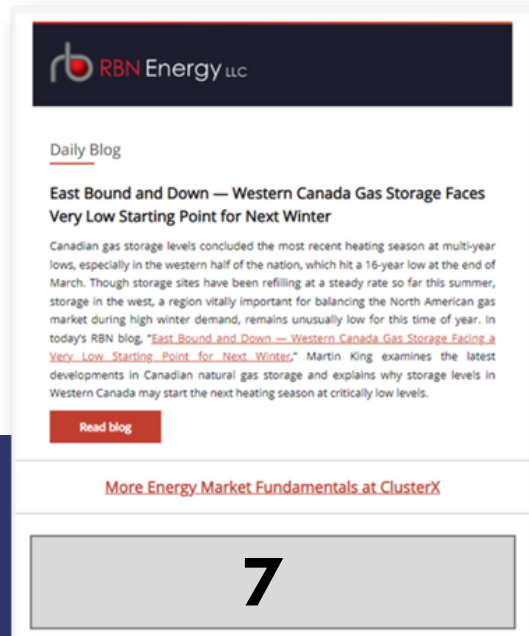 RBN Energy LLC
Daily Blog
East Bound and Down — Western Canada Gas Storage Faces
Very Low Starting Point for Next Winter
Canadian gas storage levels concluded the most recent heating season at multi-year
lows, especially in the western half of the nation, which hit a 16-year low at the end of
March. Though storage sites have been refilling at a steady rate so far this summer,
storage in the west, a region vitally important for balancing the North American gas
market during high winter demand, remains unusually low for this time of year. In
today's RBN blog, "East Bound and Down — Western Canada Gas Storage Facing a
Very Low Starting Point for Next Winter," Martin King examines the latest
developments in Canadian natural gas storage and explains why storage levels in
Western Canada may start the next heating season at critically low levels.
Read blog
More Energy Market Fundamentals at ClusterX
7